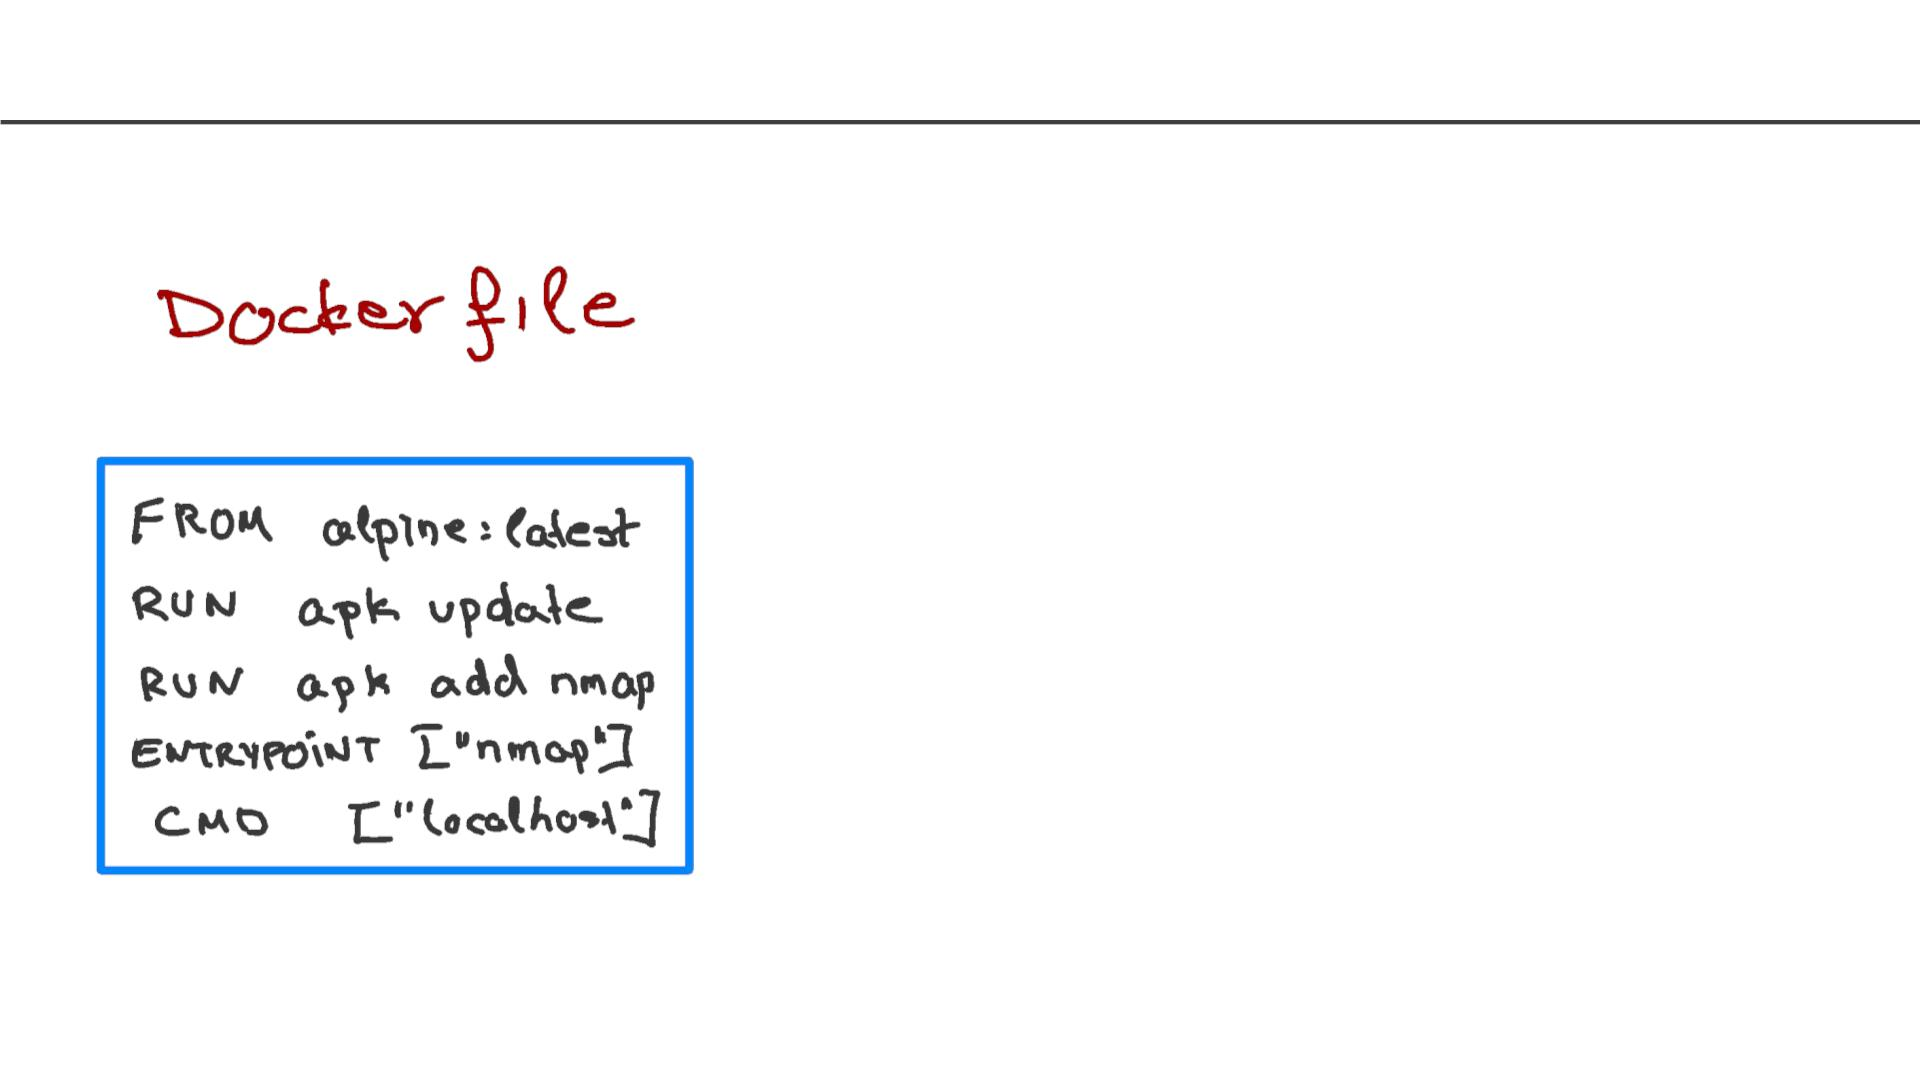 Dockerfile
FROM alpine:latest
RUN apk update
RUN apk add nmap
ENTRYPOINT ["nmap"]
CMD ["localhost"]